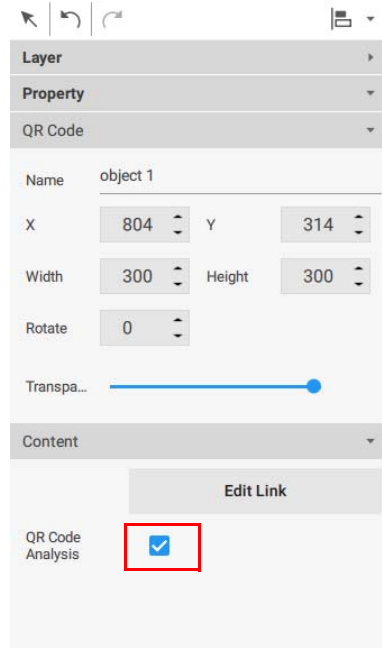 Layer
Property
QR Code
Name object 1
X 804 Y 314
Width 300 Height 300
Rotate 0
Transpa...
Content
Edit Link
QR Code
Analysis